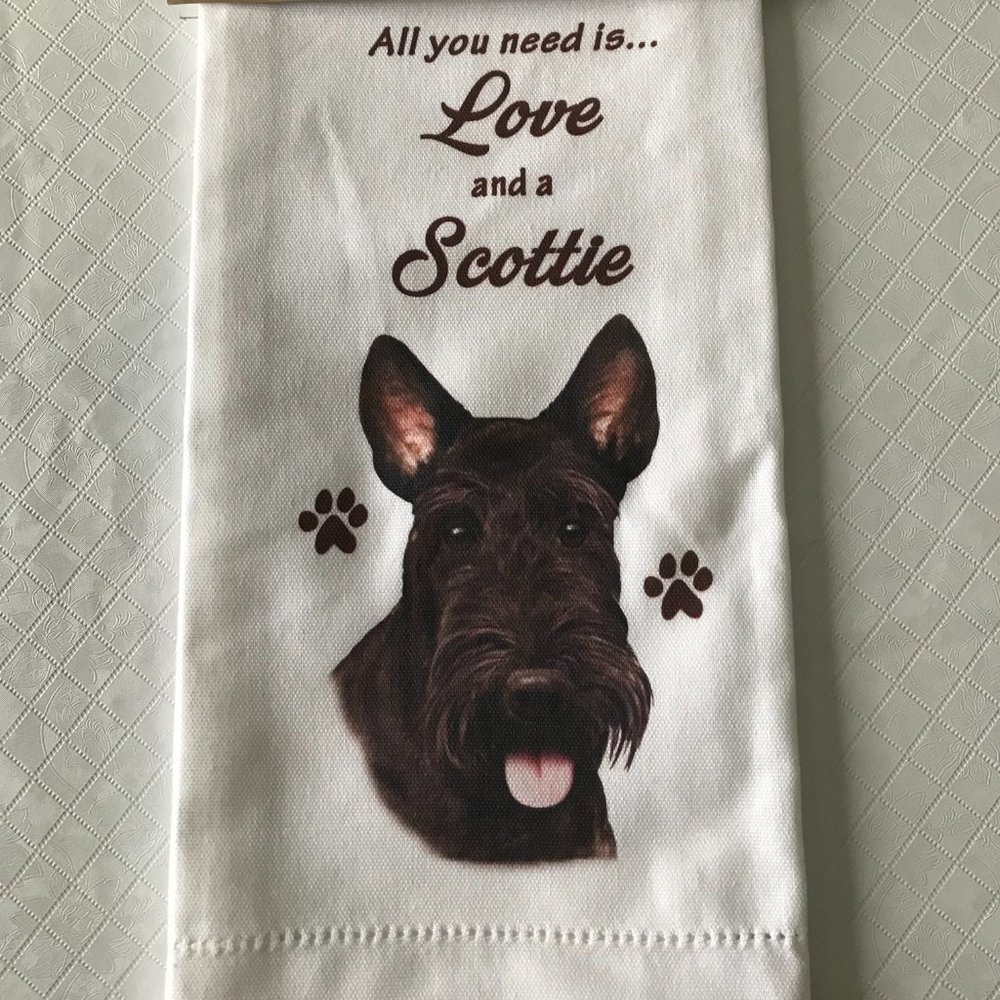 All you need is...
Love
and a
Scottie